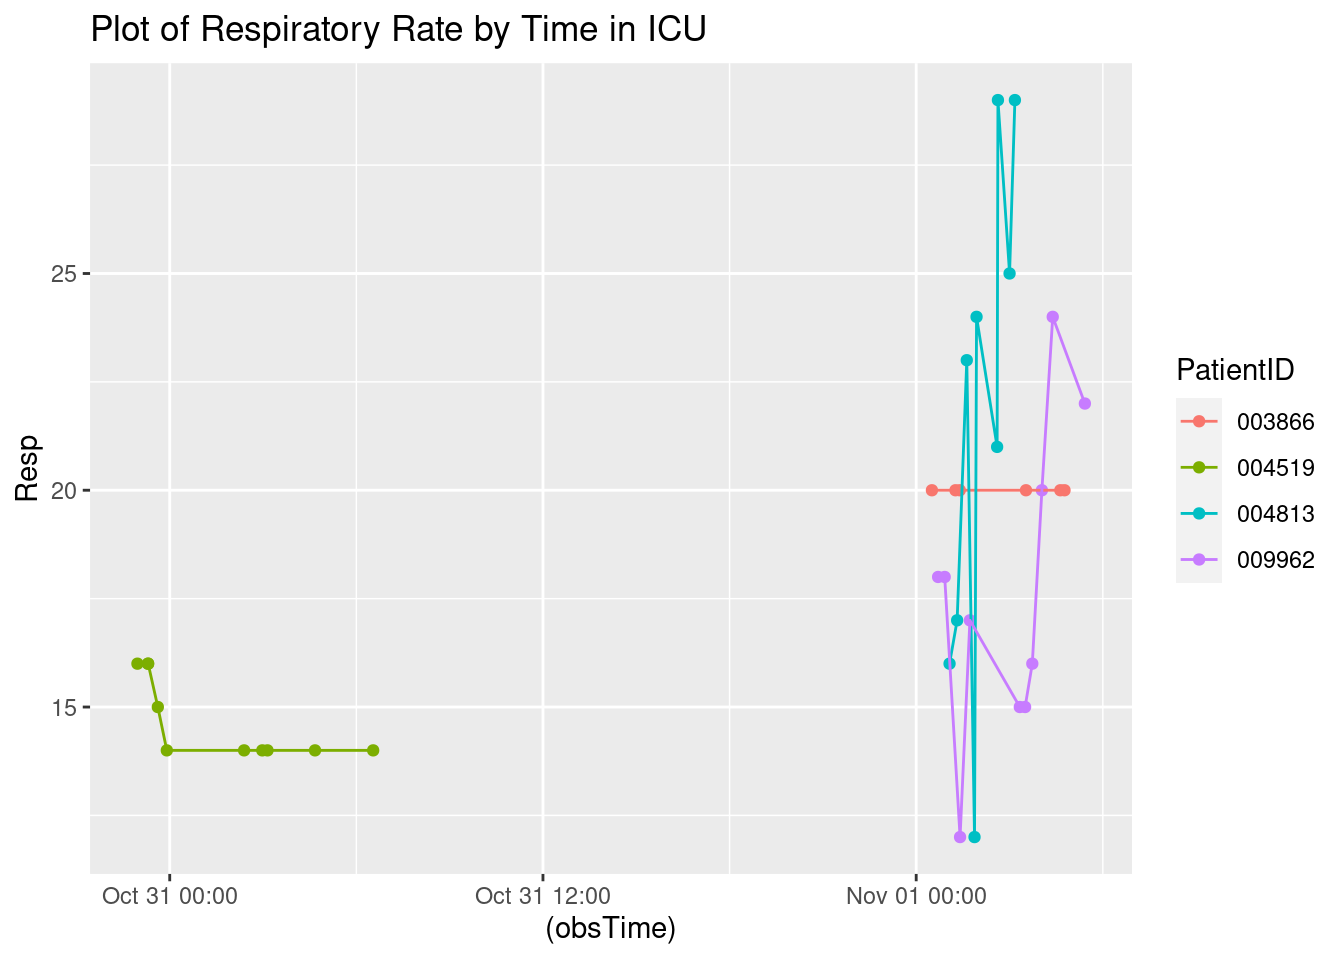 Plot of Respiratory Rate by Time in ICU
Resp
25
20
15
Oct 31 00:00
Oct 31 12:00
Nov 01 00:00
(obsTime)
PatientID
003866
004519
004813
009962